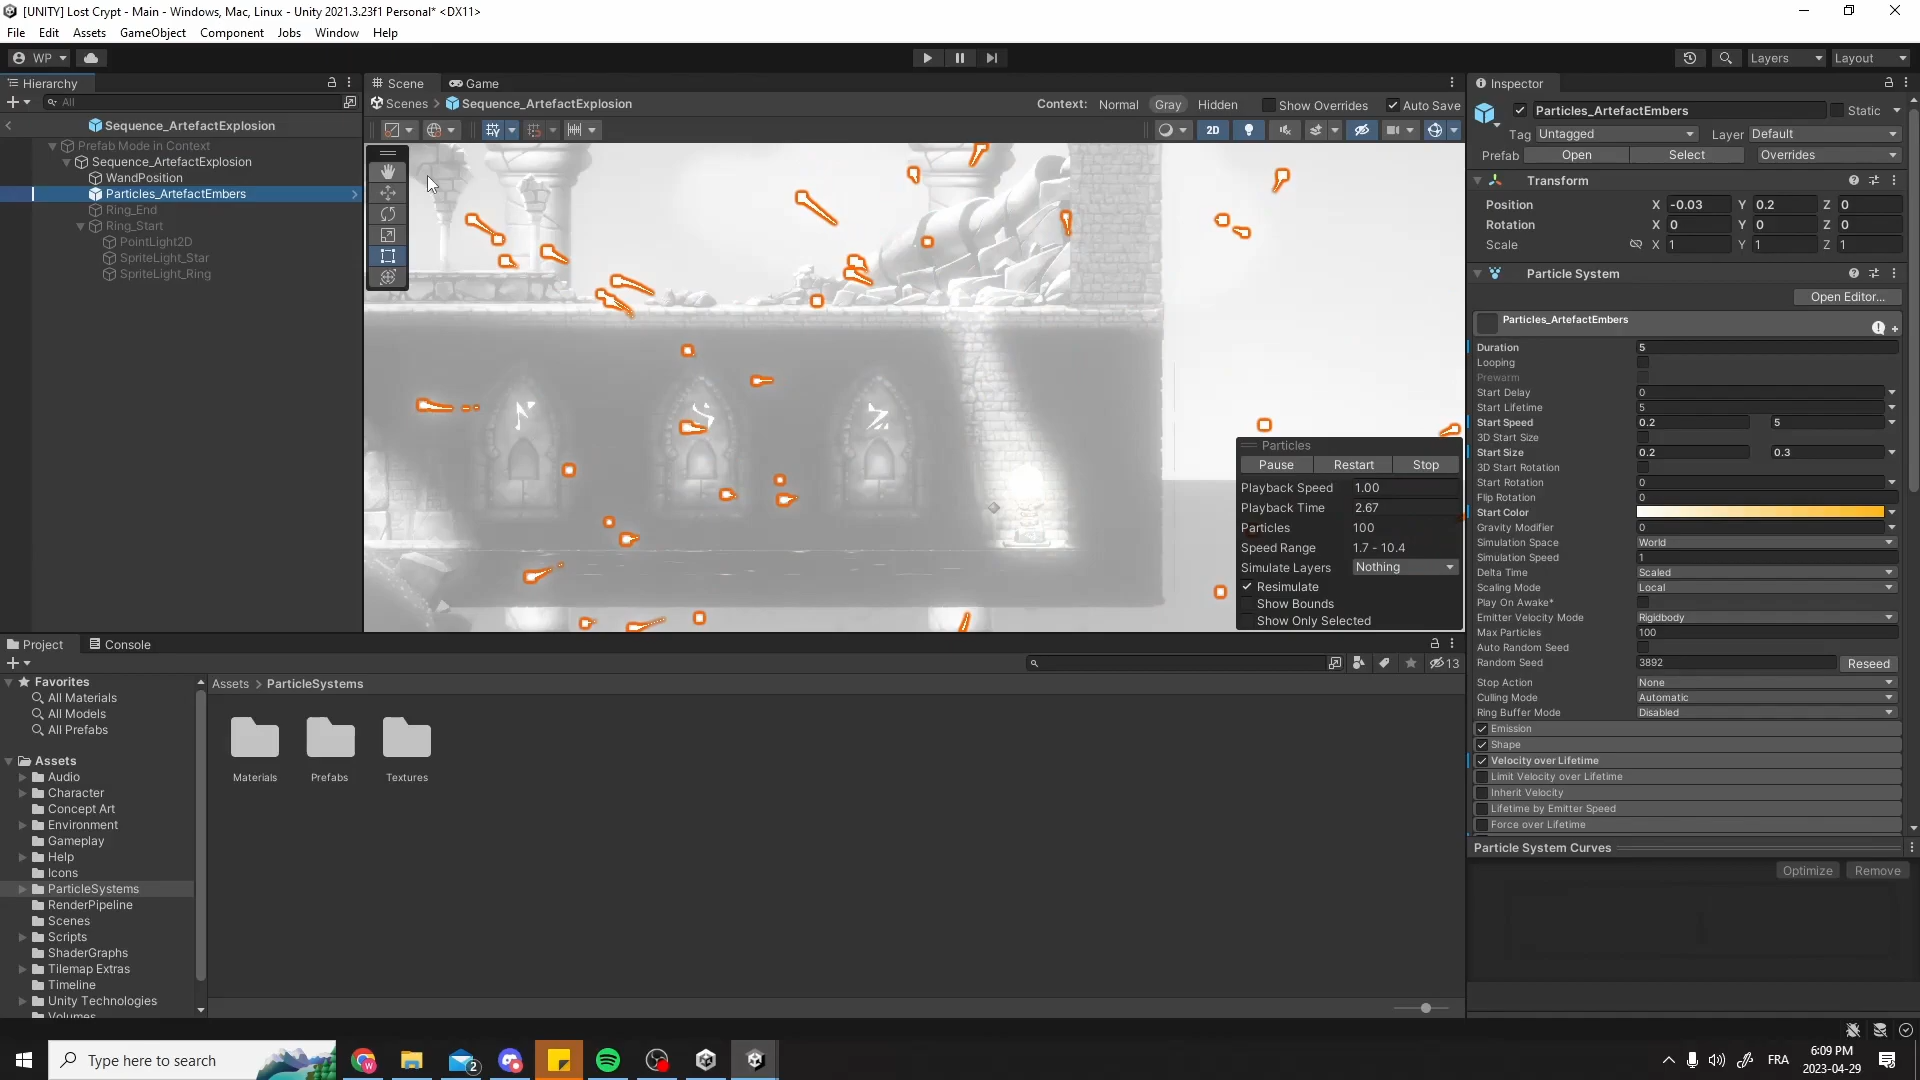 [UNITY] Lost Crypt - Main - Windows, Mac, Linux - Unity 2021.3.23f1 Personal* <DX11>
File Edit Assets GameObject Component Jobs Window Help
WP Layers Layout
Hierarchy
All
Sequence_ArtefactExplosion
Prefab Mode in Context
Sequence_ArtefactExplosion
WandPosition
Particles_ArtefactEmbers
Ring_End
Ring_Start
PointLight2D
SpriteLight_Star
SpriteLight_Ring
Scene Game
Scenes > Sequence_ArtefactExplosion Context: Normal Gray Hidden Show Overrides Auto Save
2D
Particles
Pause Restart Stop
Playback Speed 1.00
Playback Time 2.67
Particles 100
Speed Range 1.7 - 10.4
Simulate Layers Nothing
Resimulate
Show Bounds
Show Only Selected
Inspector
Particles_ArtefactEmbers Static
Tag Untagged Layer Default
Prefab Open Select Overrides
Transform
Position X -0.03 Y 0.2 Z 0
Rotation X 0 Y 0 Z 0
Scale X 1 Y 1 Z 1
Particle System
Open Editor...
Particles_ArtefactEmbers
Duration 5
Looping
Prewarm
Start Delay 0
Start Lifetime 5
Start Speed 0.2 5
3D Start Size
Start Size 0.2 0.3
3D Start Rotation
Start Rotation 0
Flip Rotation 0
Start Color
Gravity Modifier 0
Simulation Space World
Simulation Speed 1
Delta Time Scaled
Scaling Mode Local
Play On Awake*
Emitter Velocity Mode Rigidbody
Max Particles 100
Auto Random Seed
Random Seed 3892 Reseed
Stop Action None
Culling Mode Automatic
Ring Buffer Mode Disabled
Emission
Shape
Velocity over Lifetime
Limit Velocity over Lifetime
Inherit Velocity
Lifetime by Emitter Speed
Force over Lifetime
Particle System Curves
Optimize Remove
Project Console
13
Favorites
All Materials
All Models
All Prefabs
Assets
Audio
Character
Concept Art
Environment
Gameplay
Help
Icons
ParticleSystems
RenderPipeline
Scenes
Scripts
ShaderGraphs
Tilemap Extras
Timeline
Unity Technologies
Volumes
Assets > ParticleSystems
Materials Prefabs Textures
Type here to search
2
FRA
6:09 PM
2023-04-29